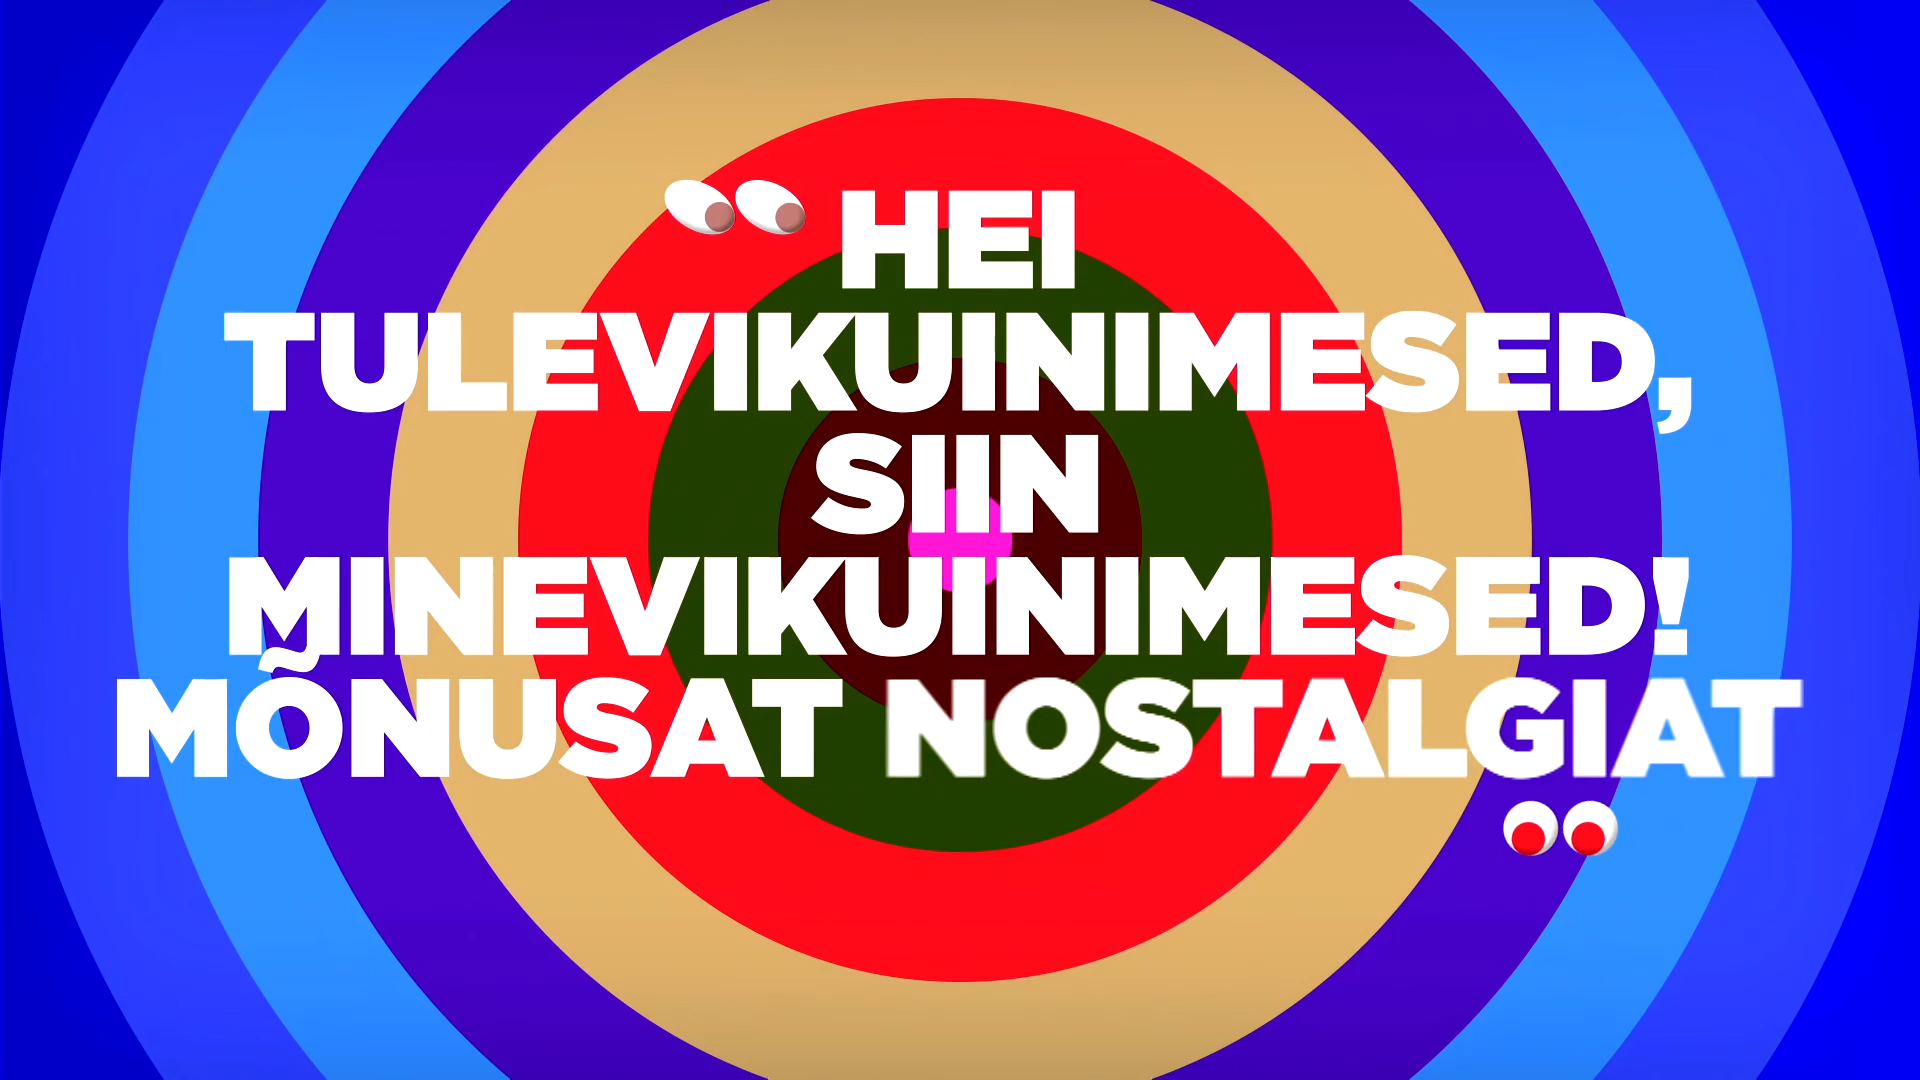 HEI
TULEVIKUINIMESED,
SIIN
MINEVIKUINIMESED!
MÕNUSAT NOSTALGIAT